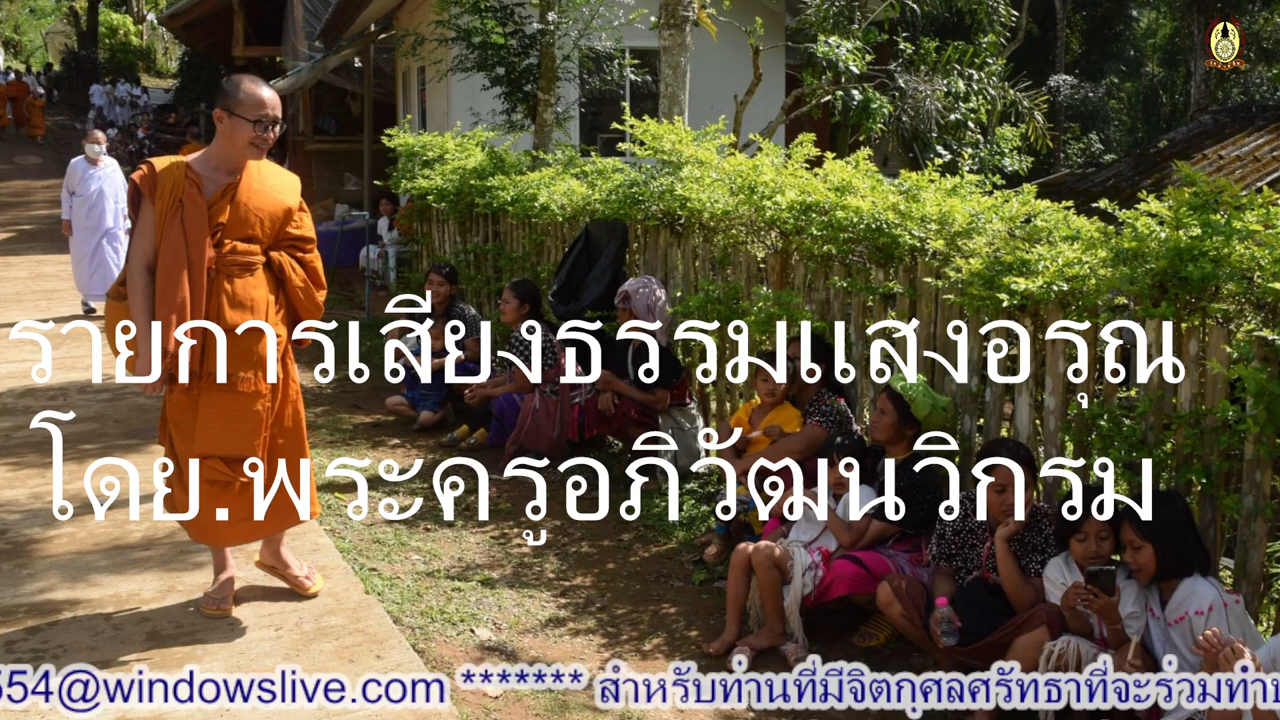 รายการเสียงธรรมแสงอรุณ
โดย.พระครูอภิวัฒนวิกรม
554@windowslive.com ******* สำหรับท่านที่มีจิตกุศลศรัทธาที่จะร่วมทำบ